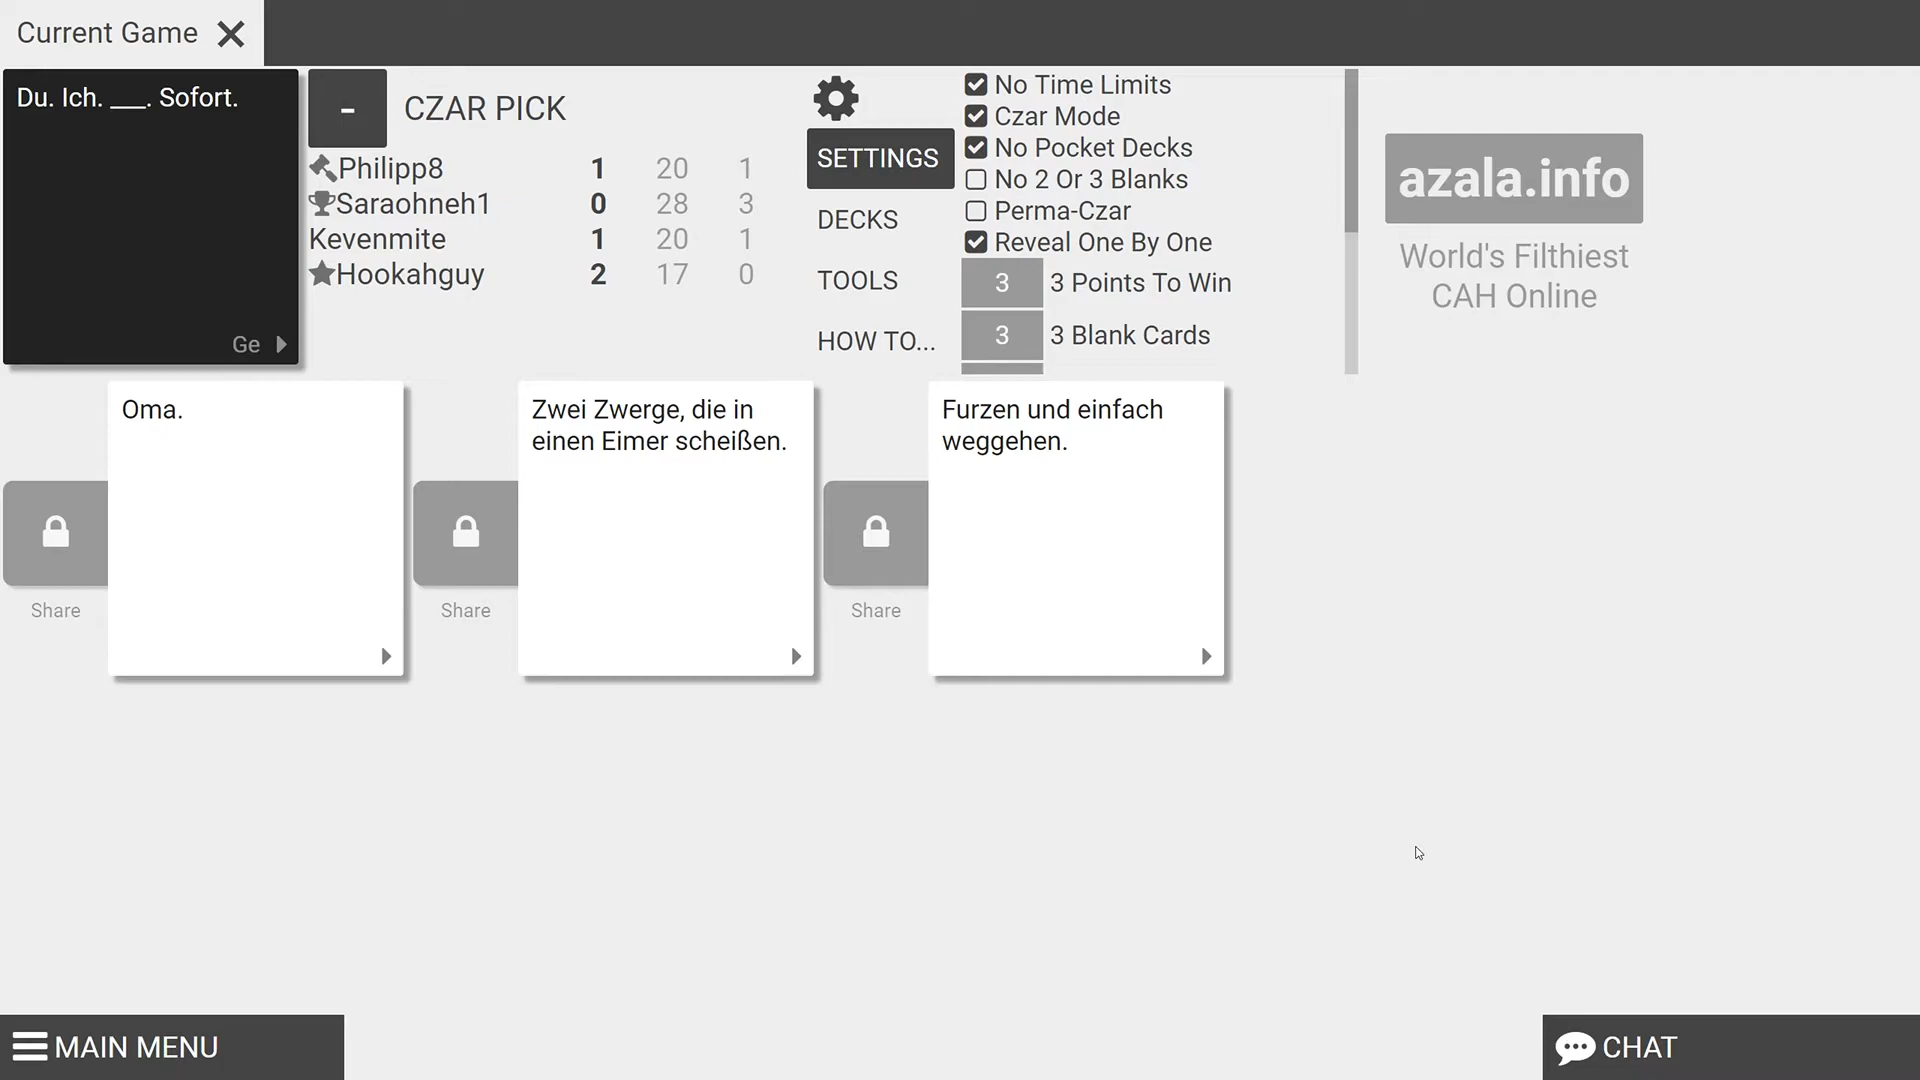 Current Game
Du. Ich. ___. Sofort.
Ge
-
CZAR PICK
Philipp8 1 20 1
Saraohneh1 0 28 3
Kevenmite 1 20 1
Hookahguy 2 17 0
SETTINGS
DECKS
TOOLS
HOW TO...
No Time Limits
Czar Mode
No Pocket Decks
No 2 Or 3 Blanks
Perma-Czar
Reveal One By One
3 3 Points To Win
3 3 Blank Cards
azala.info
World's Filthiest
CAH Online
Oma.
Share
Zwei Zwerge, die in
einen Eimer scheißen.
Share
Furzen und einfach
weggehen.
Share
MAIN MENU
CHAT